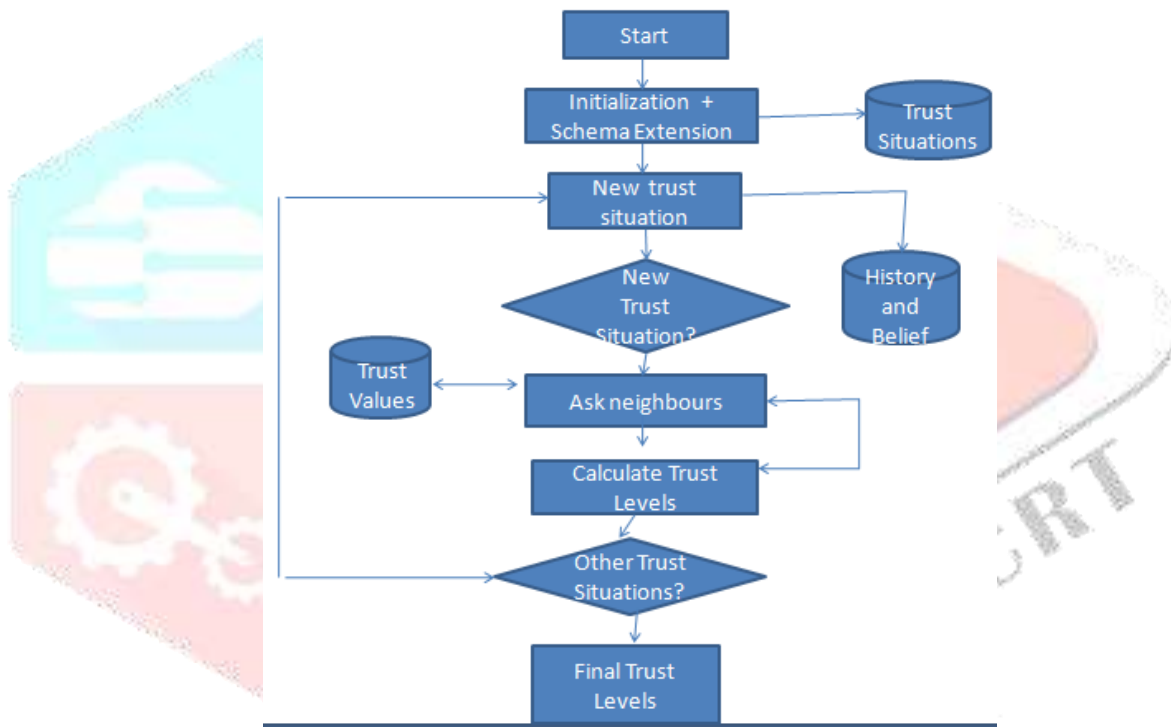 Start
Initialization +
Schema Extension
Trust
Situations
New trust
situation
New
Trust
Situation?
History
and
Belief
Trust
Values
Ask neighbours
Calculate Trust
Levels
Other Trust
Situations?
Final Trust
Levels
CRT